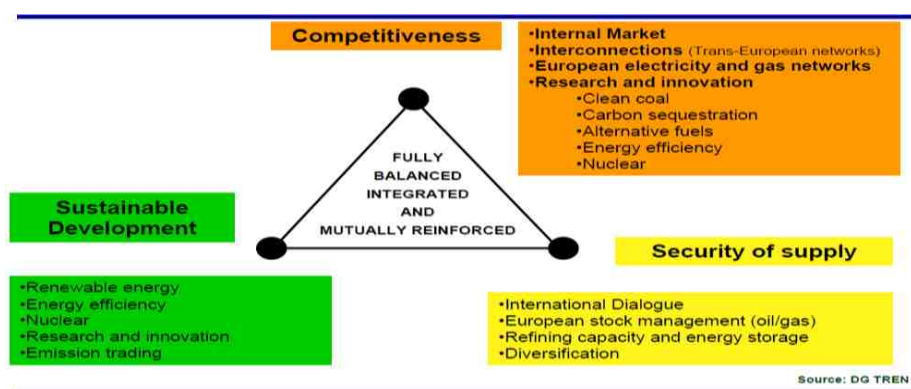 Competitiveness
•Internal Market
•Interconnections (Trans-European networks)
•European electricity and gas networks
•Research and innovation
•Clean coal
•Carbon sequestration
•Alternative fuels
•Energy efficiency
•Nuclear
FULLY
BALANCED
INTEGRATED
AND
MUTUALLY REINFORCED
Sustainable
Development
•Renewable energy
•Energy efficiency
•Nuclear
•Research and innovation
•Emission trading
Security of supply
•International Dialogue
•European stock management (oil/gas)
•Refining capacity and energy storage
•Diversification
Source: DG TREN